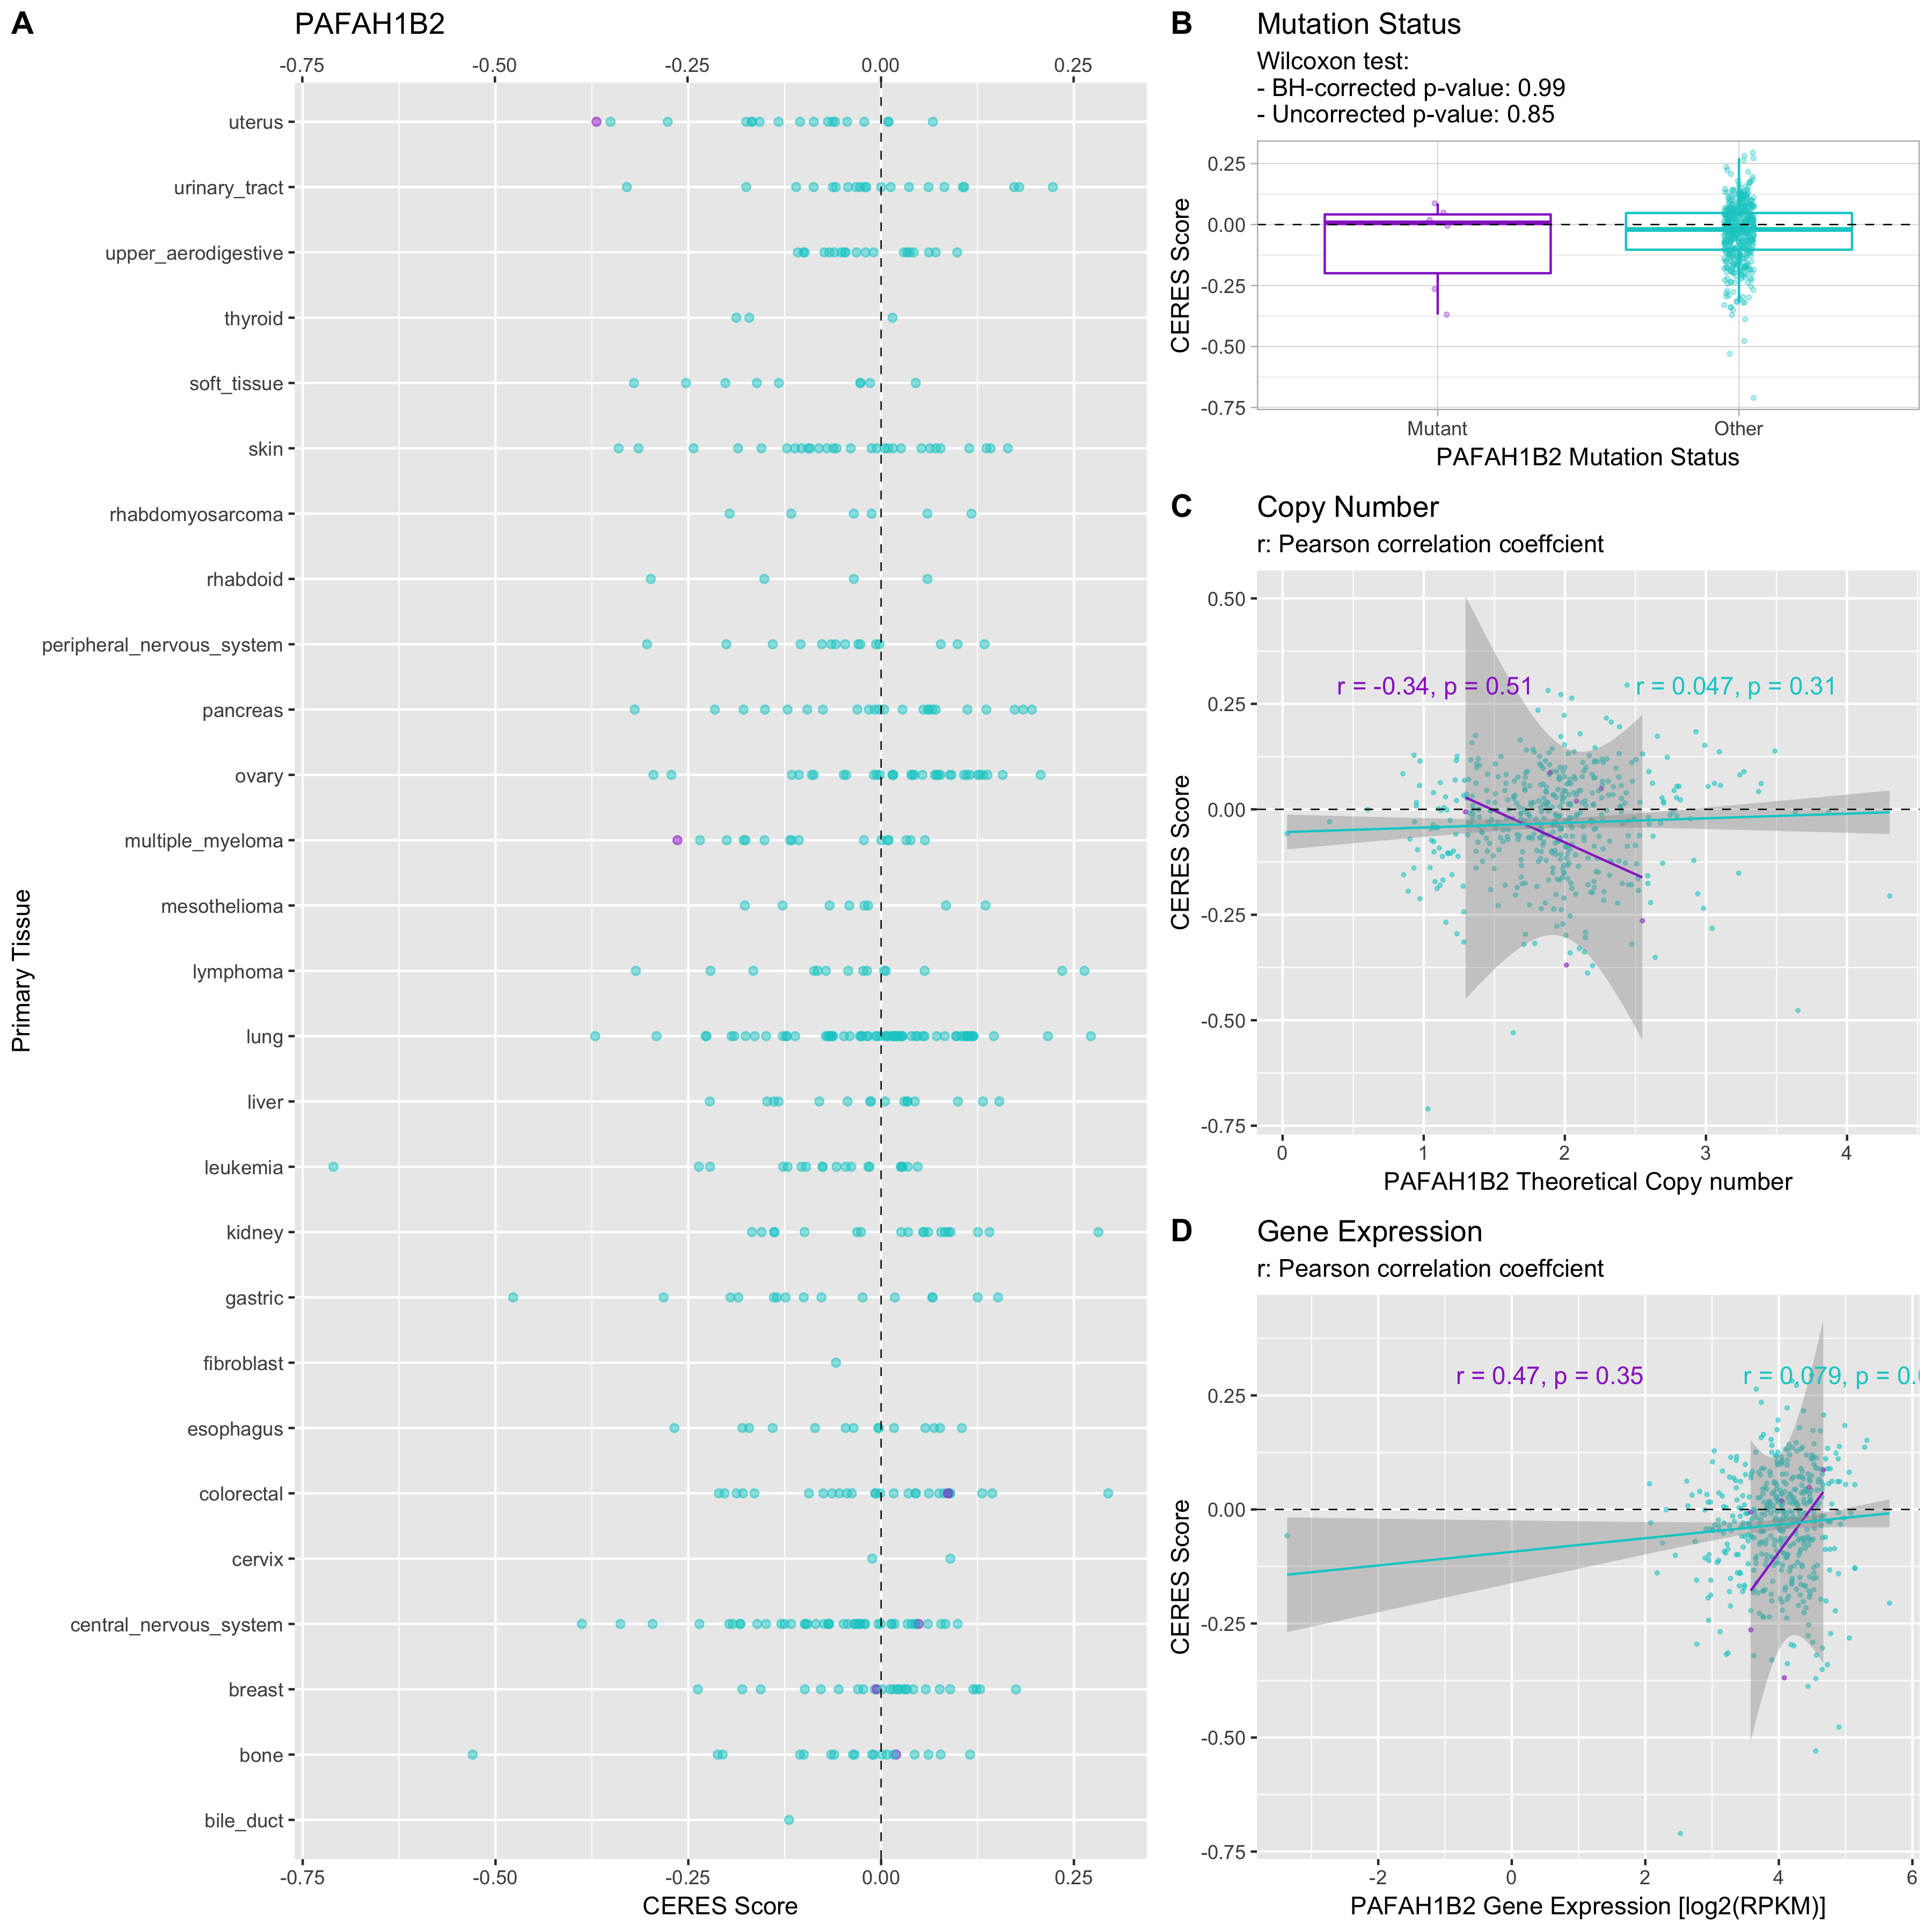 A
PAFAH1B2
-0.75 -0.50 -0.25 0.00 0.25
Primary Tissue
uterus
urinary_tract
upper_aerodigestive
thyroid
soft_tissue
skin
rhabdomyosarcoma
rhabdoid
peripheral_nervous_system
pancreas
ovary
multiple_myeloma
mesothelioma
lymphoma
lung
liver
leukemia
kidney
gastric
fibroblast
esophagus
colorectal
cervix
central_nervous_system
breast
bone
bile_duct
-0.75 -0.50 -0.25 0.00 0.25
CERES Score
B
Mutation Status
Wilcoxon test:
- BH-corrected p-value: 0.99
- Uncorrected p-value: 0.85
CERES Score
0.25
0.00
-0.25
-0.50
-0.75
Mutant Other
PAFAH1B2 Mutation Status
C
Copy Number
r: Pearson correlation coeffcient
CERES Score
0.50
0.25
0.00
-0.25
-0.50
-0.75
r = -0.34, p = 0.51
r = 0.047, p = 0.31
0 1 2 3 4
PAFAH1B2 Theoretical Copy number
D
Gene Expression
r: Pearson correlation coeffcient
CERES Score
0.25
0.00
-0.25
-0.50
-0.75
r = 0.47, p = 0.35
r = 0.079, p = 0.
-2 0 2 4 6
PAFAH1B2 Gene Expression [log2(RPKM)]